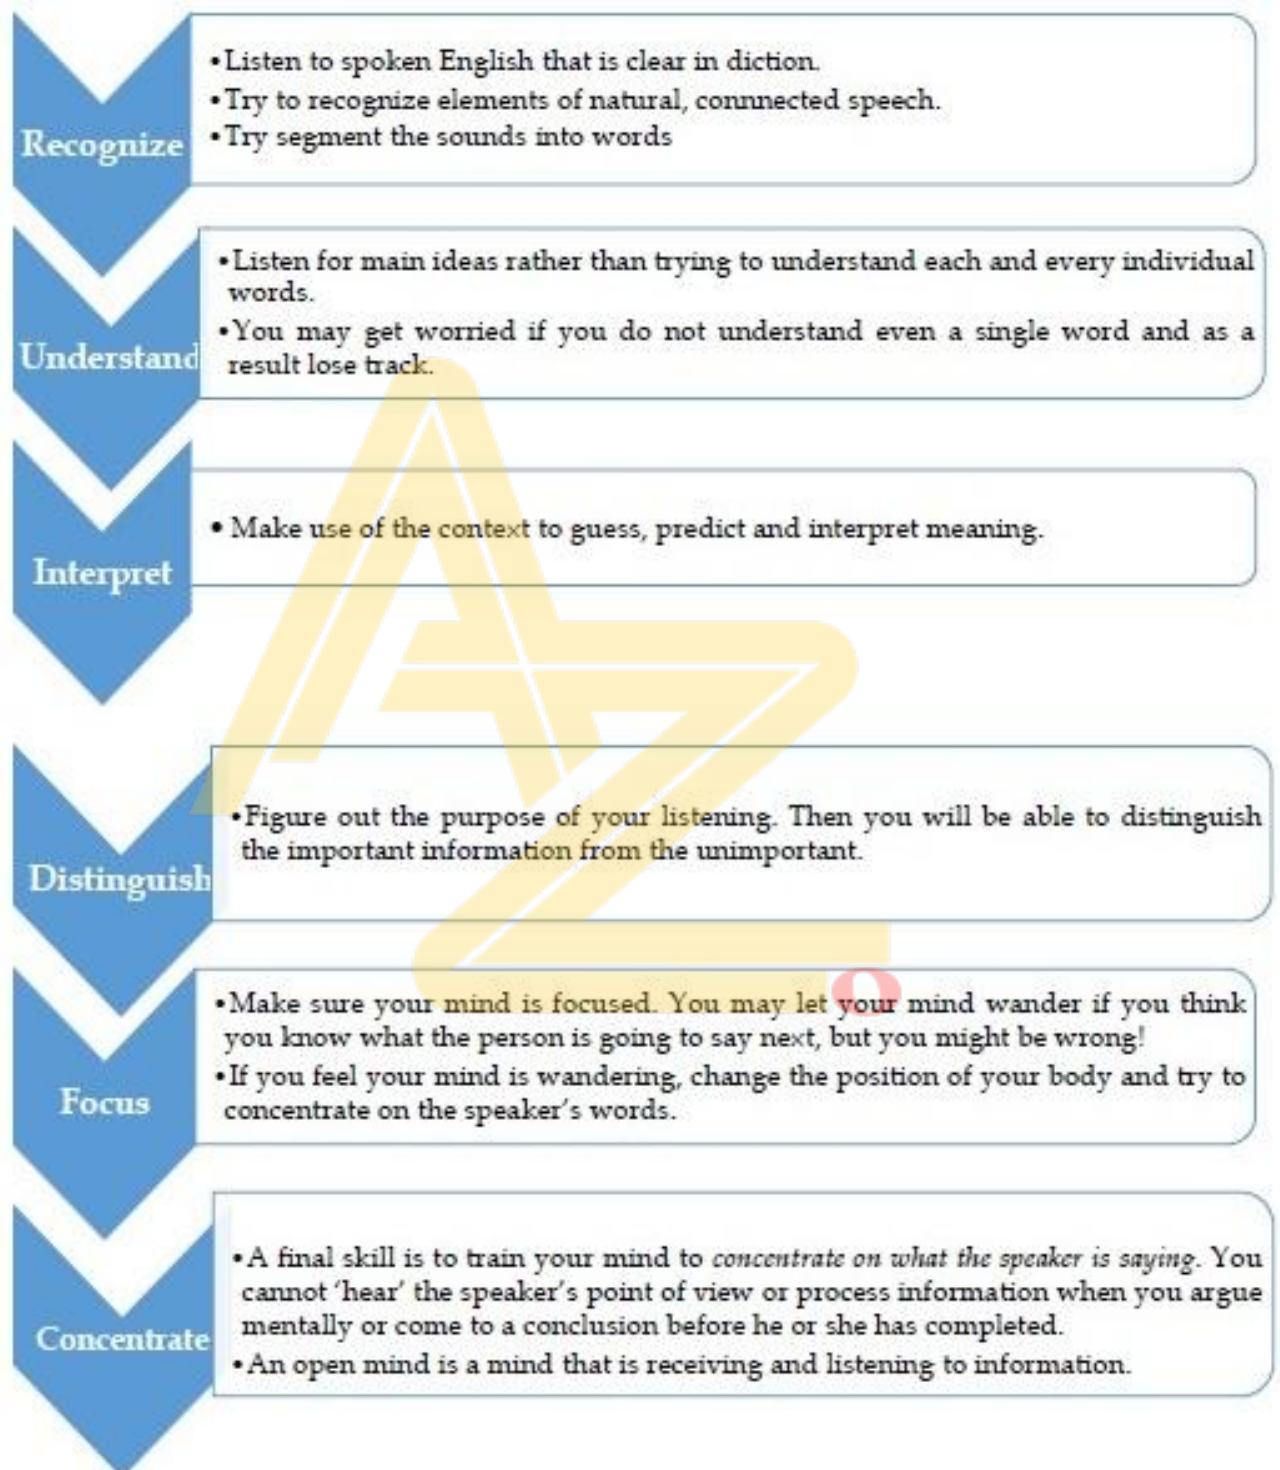 •Listen to spoken English that is clear in diction.
•Try to recognize elements of natural, connnected speech.
•Try segment the sounds into words
Recognize
•Listen for main ideas rather than trying to understand each and every individual
words.
•You may get worried if you do not understand even a single word and as a
result lose track.
Understand
• Make use of the context to guess, predict and interpret meaning.
Interpret
•Figure out the purpose of your listening. Then you will be able to distinguish
the important information from the unimportant.
Distinguish
•Make sure your mind is focused. You may let your mind wander if you think
you know what the person is going to say next, but you might be wrong!
•If you feel your mind is wandering, change the position of your body and try to
concentrate on the speaker's words.
Focus
•A final skill is to train your mind to concentrate on what the speaker is saying. You
cannot 'hear' the speaker's point of view or process information when you argue
mentally or come to a conclusion before he or she has completed.
•An open mind is a mind that is receiving and listening to information.
Concentrate
AZO